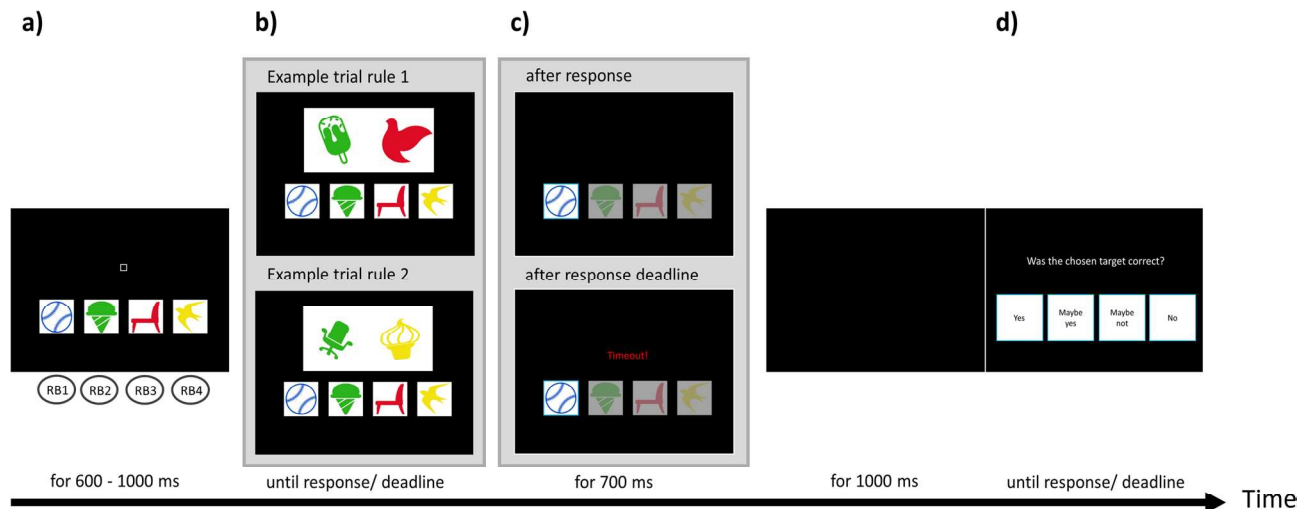 a)
b)
c)
d)
Example trial rule 1
after response
Example trial rule 2
after response deadline
Timeout!
Was the chosen target correct?
Yes
Maybe
yes
Maybe
not
No
RB1
RB2
RB3
RB4
for 600 - 1000 ms
until response/ deadline
for 700 ms
for 1000 ms
until response/ deadline
Time